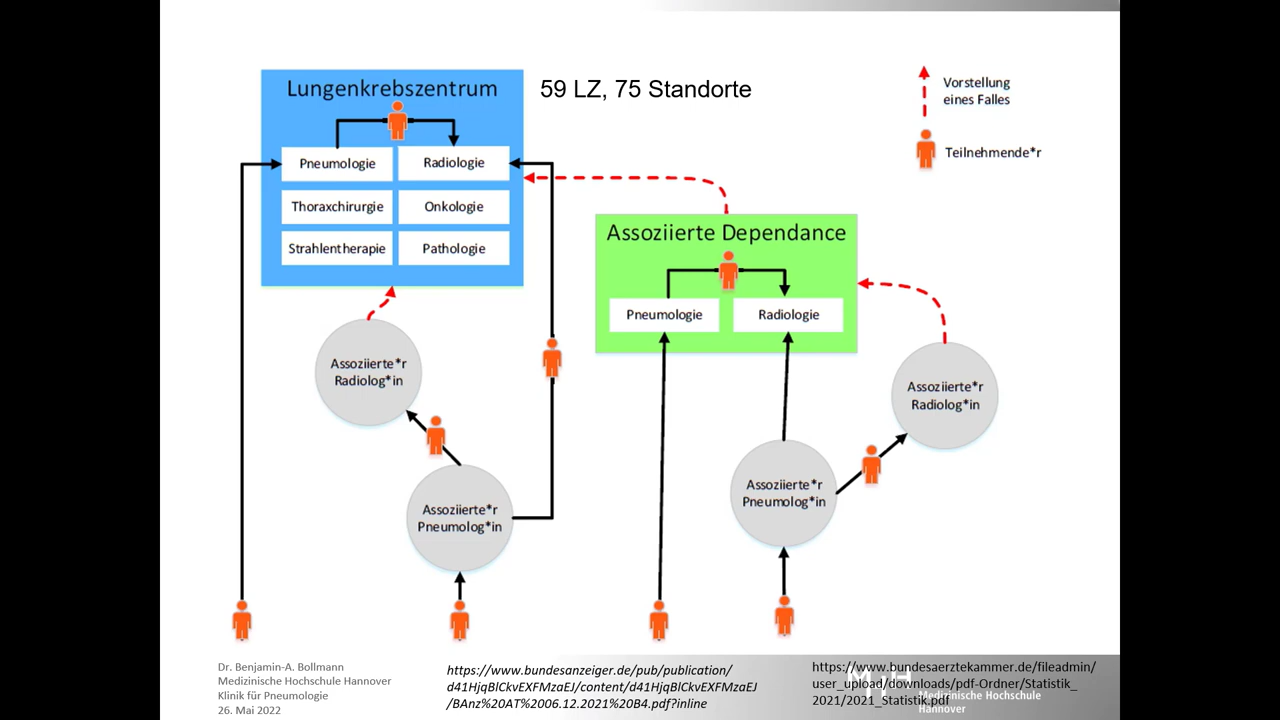 Lungenkrebszentrum
59 LZ, 75 Standorte
Vorstellung
eines Falles
Teilnehmende*r
Pneumologie
Radiologie
Thoraxchirurgie
Onkologie
Strahlentherapie
Pathologie
Assoziierte Dependance
Pneumologie
Radiologie
Assoziierte*r
Radiolog*in
Assoziierte*r
Radiolog*in
Assoziierte*r
Pneumolog*in
Assoziierte*r
Pneumolog*in
Dr. Benjamin-A. Bollmann
Medizinische Hochschule Hannover
Klinik für Pneumologie
26. Mai 2022
https://www.bundesanzeiger.de/pub/publication/
d41HjqBlCkvEXFMzaEJ/content/d41HjqBlCkvEXFMzaEJ
/BAnz%20AT%2006.12.2021%20B4.pdf?inline
https://www.bundesaerztekammer.de/fileadmin/
user_upload/downloads/pdf-Ordner/Statistik_
2021/2021_Statistik.pdf
MHH
Medizinische Hochschule
Hannover